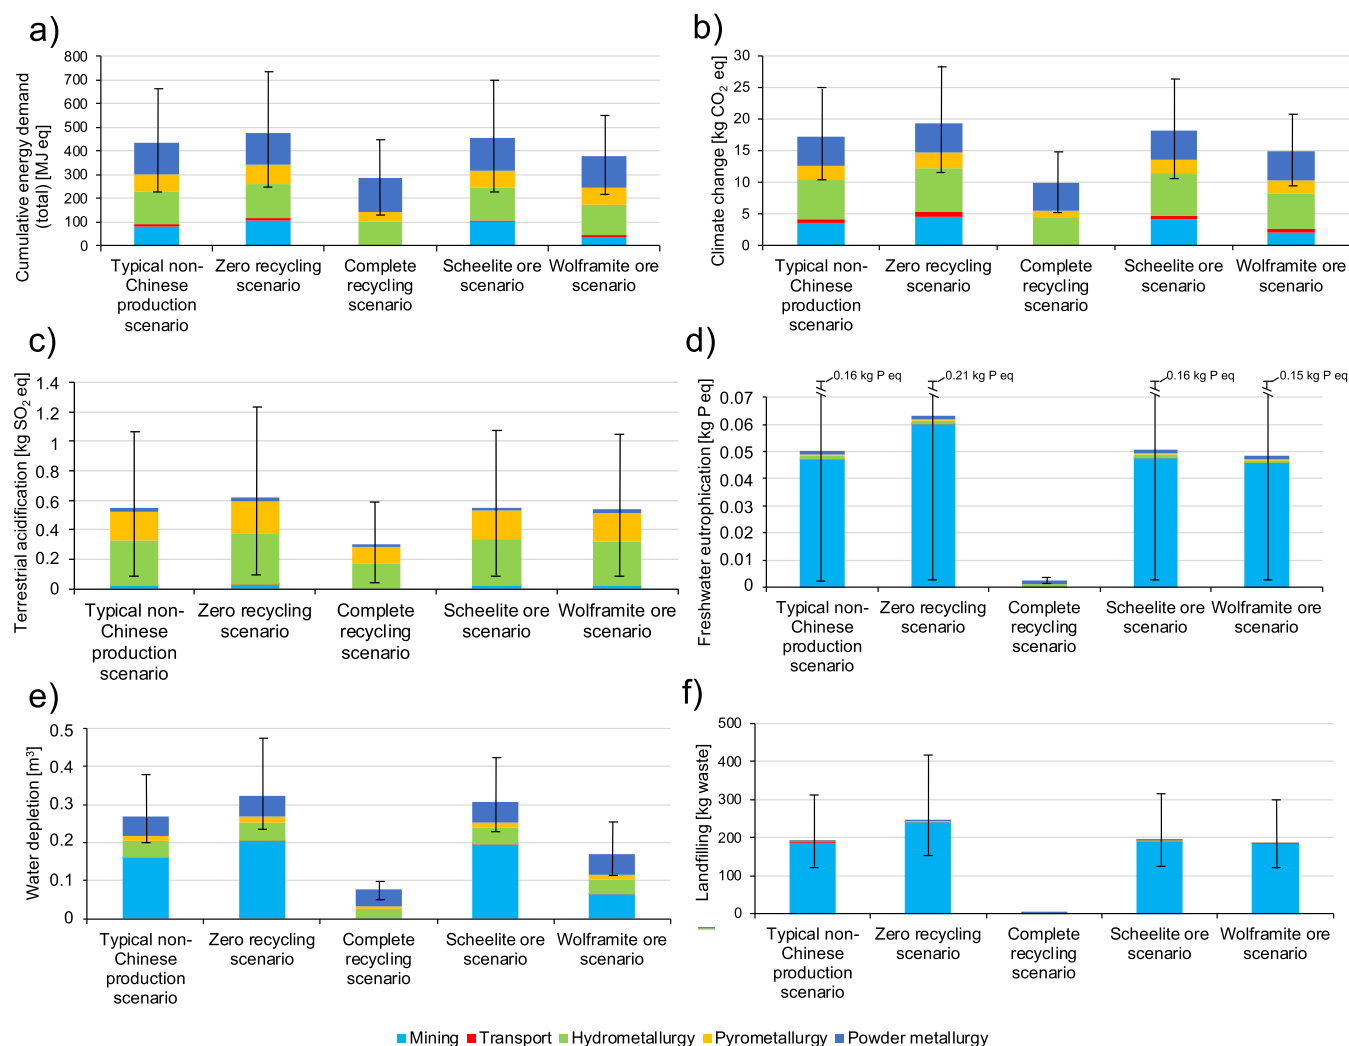 a)
Cumulative energy demand
(total) [MJ eq]
800
700
600
500
400
300
200
100
0
Typical non-
Chinese
production
scenario
Zero recycling
scenario
Complete
recycling
scenario
Scheelite ore
scenario
Wolframite ore
scenario
b)
Climate change [kg CO2 eq]
30
25
20
15
10
5
0
Typical non-
Chinese
production
scenario
Zero recycling
scenario
Complete
recycling
scenario
Scheelite ore
scenario
Wolframite ore
scenario
c)
Terrestrial acidification [kg SO2 eq]
1.4
1.2
1
0.8
0.6
0.4
0.2
0
Typical non-
Chinese
production
scenario
Zero recycling
scenario
Complete
recycling
scenario
Scheelite ore
scenario
Wolframite ore
scenario
d)
Freshwater eutrophication [kg P eq]
0.07
0.06
0.05
0.04
0.03
0.02
0.01
0
0.16 kg P eq
0.21 kg P eq
0.16 kg P eq
0.15 kg P eq
Typical non-
Chinese
production
scenario
Zero recycling
scenario
Complete
recycling
scenario
Scheelite ore
scenario
Wolframite ore
scenario
e)
Water depletion [m³]
0.5
0.4
0.3
0.2
0.1
0
Typical non-
Chinese
production
scenario
Zero recycling
scenario
Complete
recycling
scenario
Scheelite ore
scenario
Wolframite ore
scenario
f)
Landfilling [kg waste]
500
400
300
200
100
0
Typical non-
Chinese
production
scenario
Zero recycling
scenario
Complete
recycling
scenario
Scheelite ore
scenario
Wolframite ore
scenario
Mining Transport Hydrometallurgy Pyrometallurgy Powder metallurgy